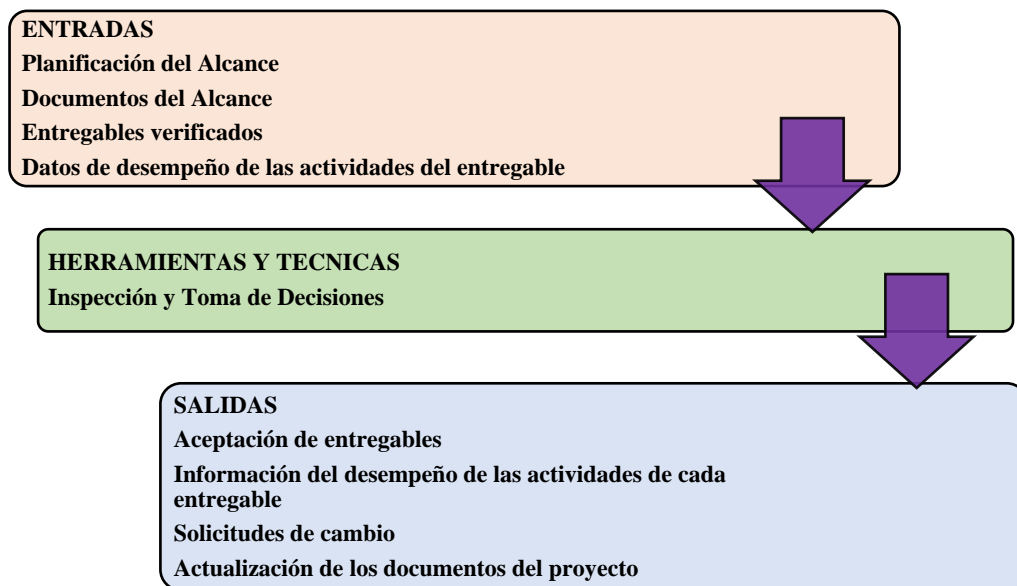 ENTRADAS
Planificación del Alcance
Documentos del Alcance
Entregables verificados
Datos de desempeño de las actividades del entregable
HERRAMIENTAS Y TECNICAS
Inspección y Toma de Decisiones
SALIDAS
Aceptación de entregables
Información del desempeño de las actividades de cada
entregable
Solicitudes de cambio
Actualización de los documentos del proyecto